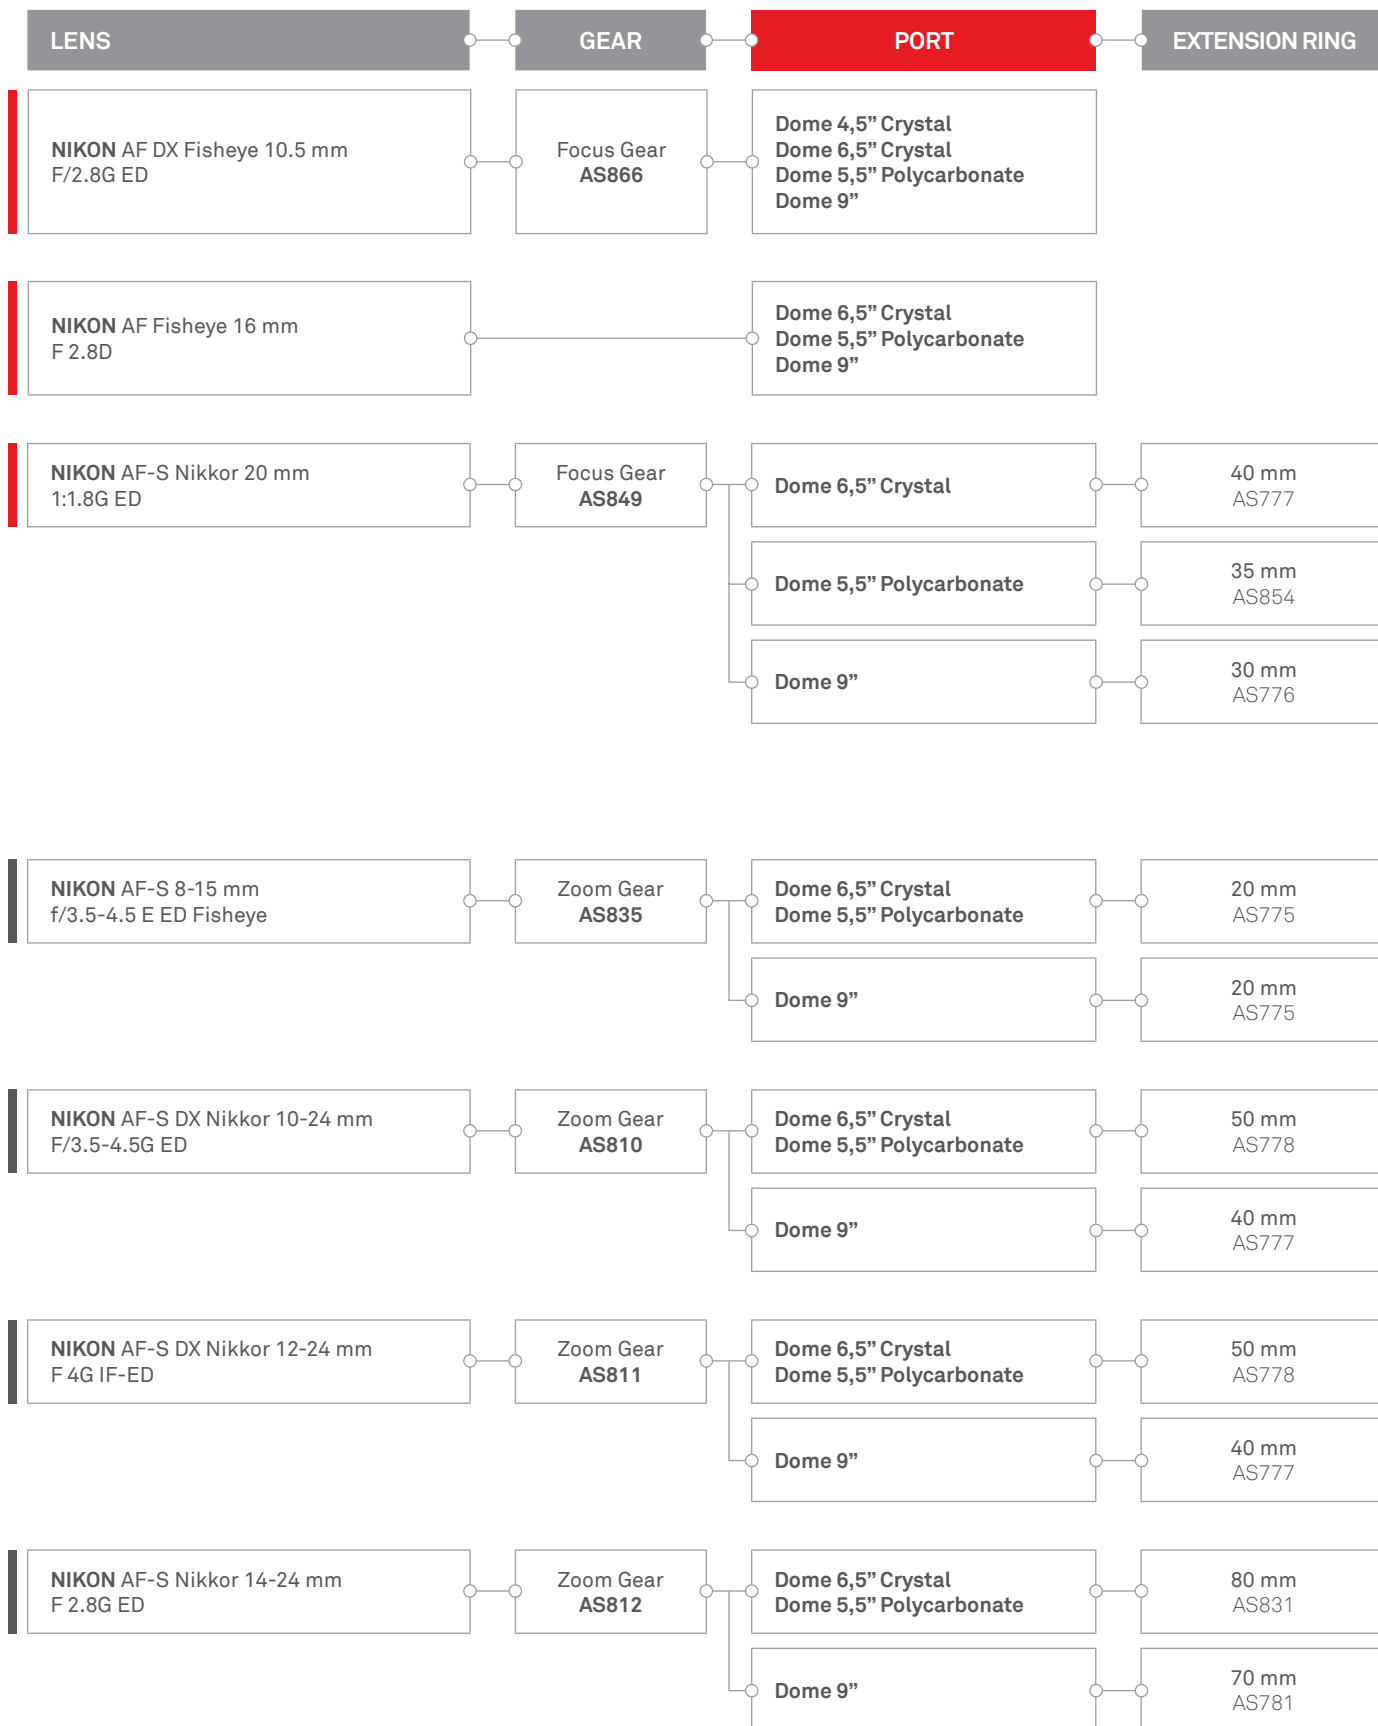 LENS
GEAR
PORT
EXTENSION RING
NIKON AF DX Fisheye 10.5 mm
F/2.8G ED
Focus Gear
AS866
Dome 4,5” Crystal
Dome 6,5” Crystal
Dome 5,5” Polycarbonate
Dome 9”
NIKON AF Fisheye 16 mm
F 2.8D
Dome 6,5” Crystal
Dome 5,5” Polycarbonate
Dome 9”
NIKON AF-S Nikkor 20 mm
1:1.8G ED
Focus Gear
AS849
Dome 6,5” Crystal
40 mm
AS777
Dome 5,5” Polycarbonate
35 mm
AS854
Dome 9”
30 mm
AS776
NIKON AF-S 8-15 mm
f/3.5-4.5 E ED Fisheye
Zoom Gear
AS835
Dome 6,5” Crystal
Dome 5,5” Polycarbonate
20 mm
AS775
Dome 9”
20 mm
AS775
NIKON AF-S DX Nikkor 10-24 mm
F/3.5-4.5G ED
Zoom Gear
AS810
Dome 6,5” Crystal
Dome 5,5” Polycarbonate
50 mm
AS778
Dome 9”
40 mm
AS777
NIKON AF-S DX Nikkor 12-24 mm
F 4G IF-ED
Zoom Gear
AS811
Dome 6,5” Crystal
Dome 5,5” Polycarbonate
50 mm
AS778
Dome 9”
40 mm
AS777
NIKON AF-S Nikkor 14-24 mm
F 2.8G ED
Zoom Gear
AS812
Dome 6,5” Crystal
Dome 5,5” Polycarbonate
80 mm
AS831
Dome 9”
70 mm
AS781